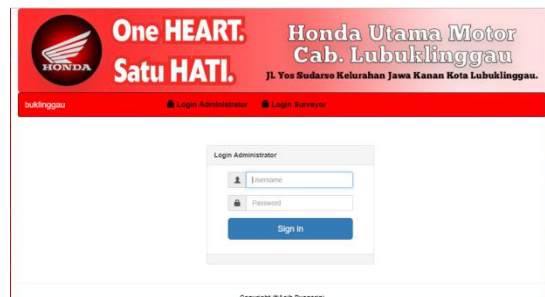 One HEART.
Satu HATI.
HONDA
Honda Utama Motor
Cab. Lubuklinggau
JL Yos Sudarso Kelurahan Jawa Kanan Kota Lubuklinggau.
buklinggau
Login Administrator
Login Surveyor
Login Administrator
Username
Password
Sign in
Copyright